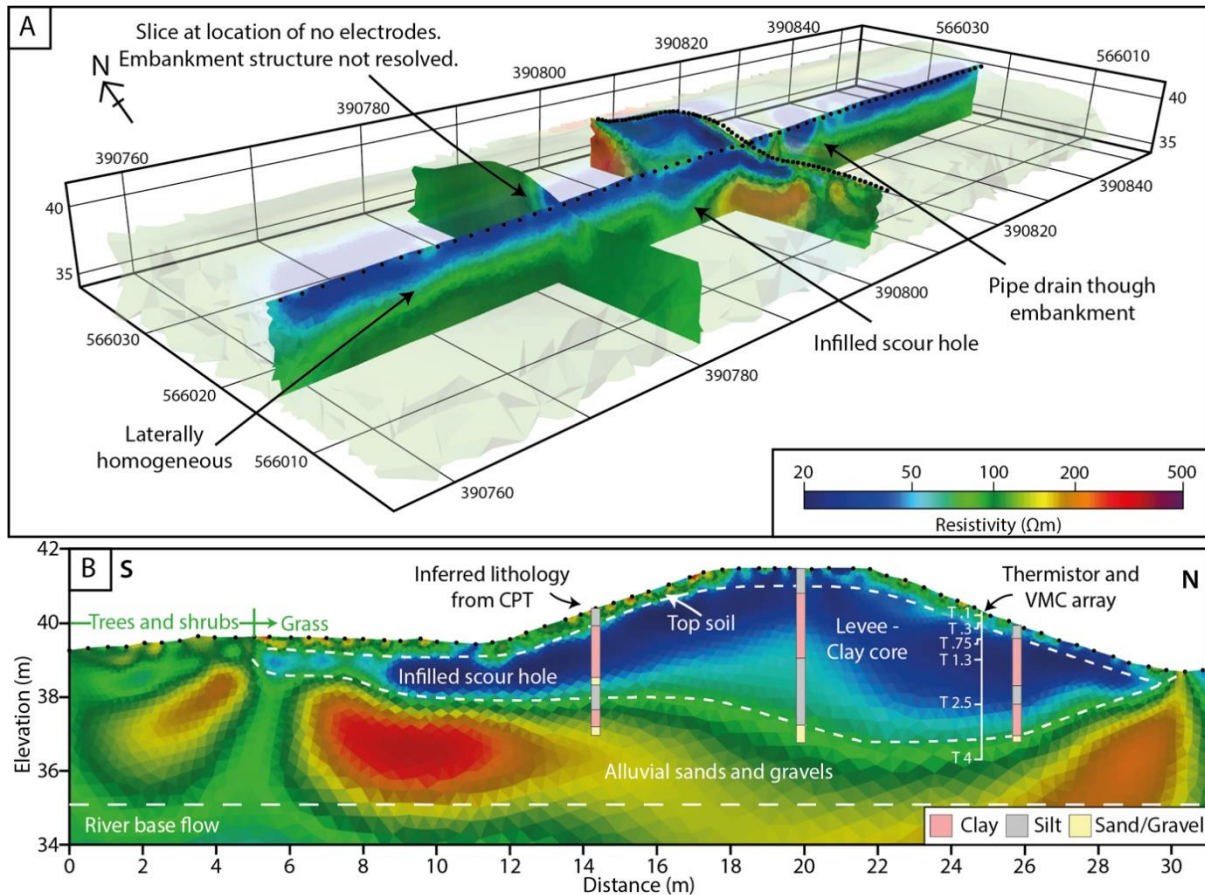 A
N
Slice at location of no electrodes.
Embankment structure not resolved.
390760
390780
390800
390820
390840
566030
566010
40
35
40
35
566030
566020
566010
390760
390780
390800
390820
390840
Laterally
homogeneous
Infilled scour hole
Pipe drain though
embankment
20 50 100 200 500
Resistivity (Ωm)
B S N
42
40
38
36
34
Elevation (m)
Trees and shrubs Grass
Inferred lithology
from CPT
Top soil
Thermistor and
VMC array
Infilled scour hole
Levee -
Clay core
T .1
T .3
T .75
T 1.3
T 2.5
T 4
Alluvial sands and gravels
River base flow
Clay Silt Sand/Gravel
0 2 4 6 8 10 12 14 16 18 20 22 24 26 28 30
Distance (m)